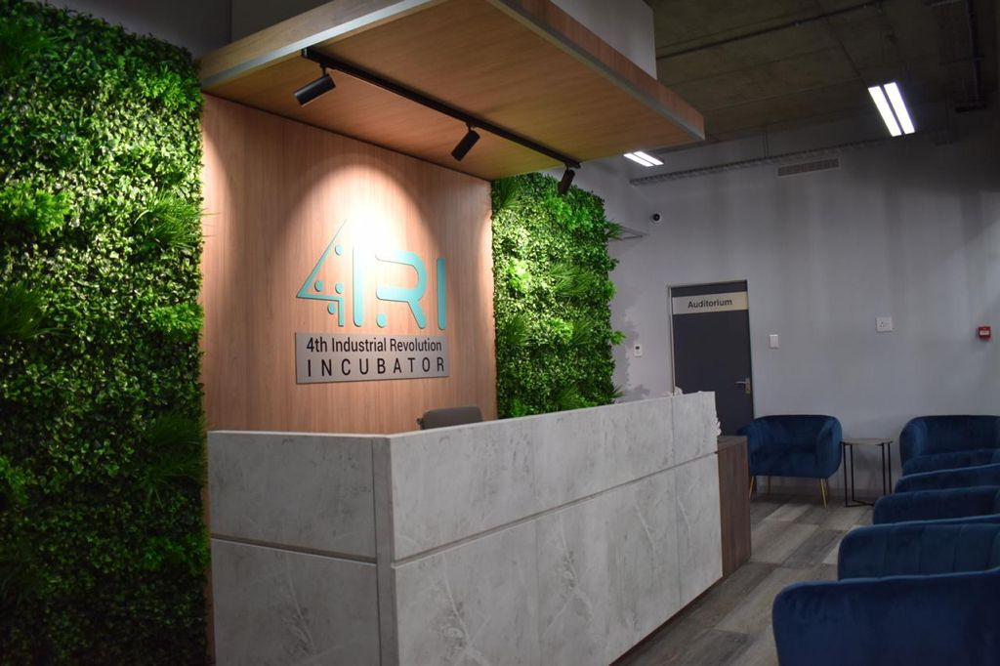 4IRI
4th Industrial Revolution
INCUBATOR
Auditorium